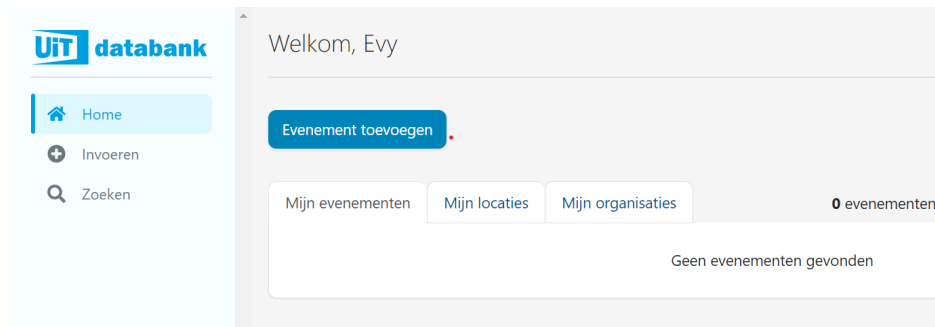 UiT databank
Home
Invoeren
Zoeken
Welkom, Evy
Evenement toevoegen
Mijn evenementen Mijn locaties Mijn organisaties 0 evenementen
Geen evenementen gevonden